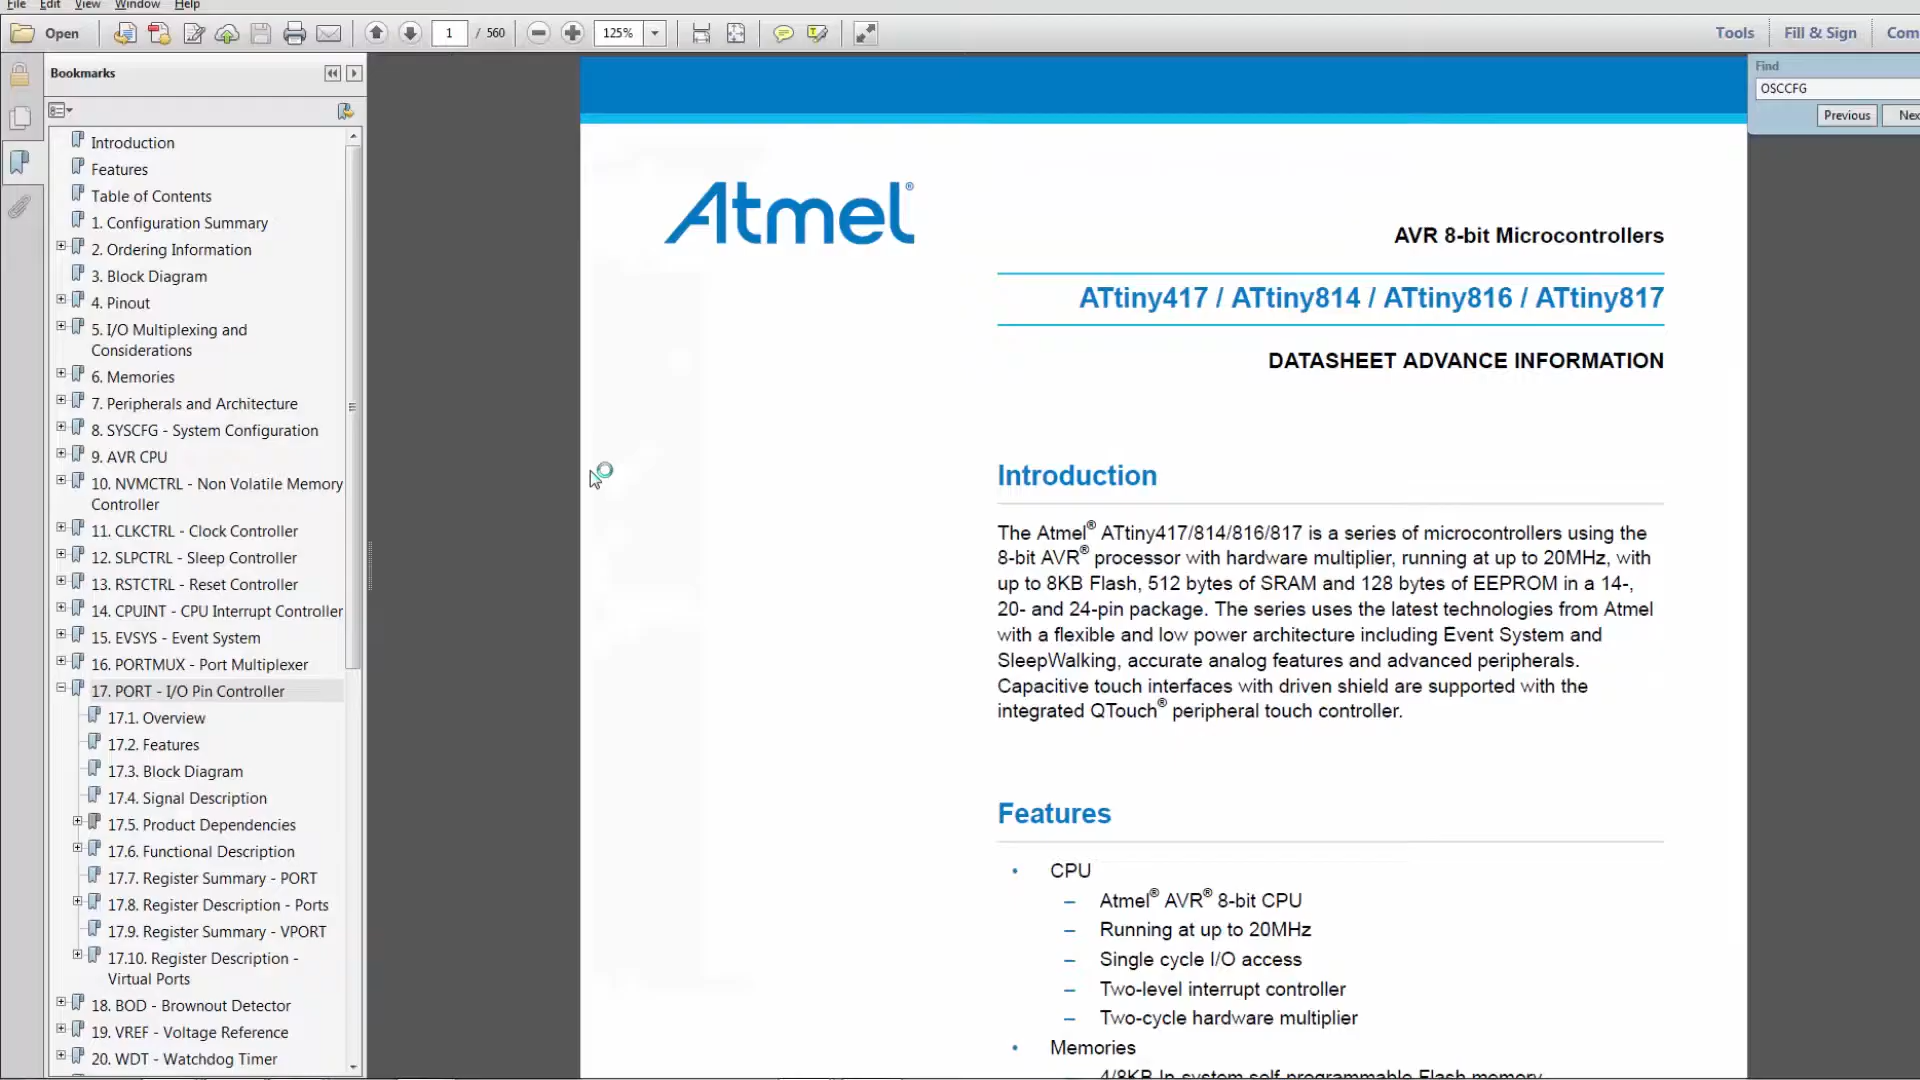 File Edit View Window Help
Open 1 / 560 125% Tools Fill & Sign Com
Bookmarks
Find
OSCCFG
Previous Nex
Introduction
Features
Table of Contents
1. Configuration Summary
2. Ordering Information
3. Block Diagram
4. Pinout
5. I/O Multiplexing and
Considerations
6. Memories
7. Peripherals and Architecture
8. SYSCFG - System Configuration
9. AVR CPU
10. NVMCTRL - Non Volatile Memory
Controller
11. CLKCTRL - Clock Controller
12. SLPCTRL - Sleep Controller
13. RSTCTRL - Reset Controller
14. CPUINT - CPU Interrupt Controller
15. EVSYS - Event System
16. PORTMUX - Port Multiplexer
17. PORT - I/O Pin Controller
17.1. Overview
17.2. Features
17.3. Block Diagram
17.4. Signal Description
17.5. Product Dependencies
17.6. Functional Description
17.7. Register Summary - PORT
17.8. Register Description - Ports
17.9. Register Summary - VPORT
17.10. Register Description -
Virtual Ports
18. BOD - Brownout Detector
19. VREF - Voltage Reference
20. WDT - Watchdog Timer
Atmel®
AVR 8-bit Microcontrollers
ATtiny417 / ATtiny814 / ATtiny816 / ATtiny817
DATASHEET ADVANCE INFORMATION
Introduction
The Atmel® ATtiny417/814/816/817 is a series of microcontrollers using the
8-bit AVR® processor with hardware multiplier, running at up to 20MHz, with
up to 8KB Flash, 512 bytes of SRAM and 128 bytes of EEPROM in a 14-,
20- and 24-pin package. The series uses the latest technologies from Atmel
with a flexible and low power architecture including Event System and
SleepWalking, accurate analog features and advanced peripherals.
Capacitive touch interfaces with driven shield are supported with the
integrated QTouch® peripheral touch controller.
Features
• CPU
– Atmel® AVR® 8-bit CPU
– Running at up to 20MHz
– Single cycle I/O access
– Two-level interrupt controller
– Two-cycle hardware multiplier
• Memories
– 4/8KB In-system self-programmable Flash memory